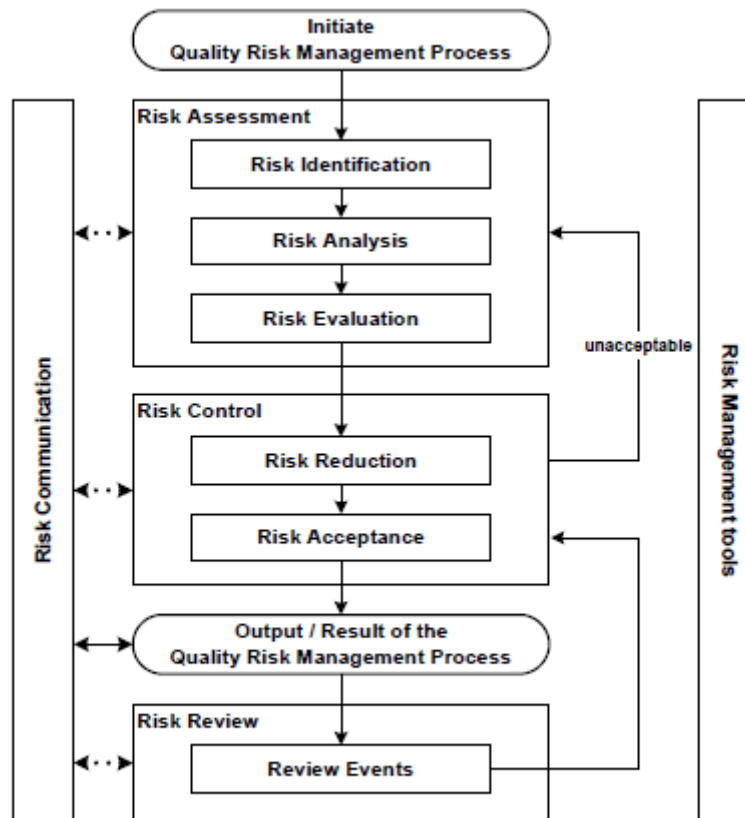 Initiate
Quality Risk Management Process
Risk Assessment
Risk Identification
Risk Analysis
Risk Evaluation
unacceptable
Risk Communication
Risk Management tools
Risk Control
Risk Reduction
Risk Acceptance
Output / Result of the
Quality Risk Management Process
Risk Review
Review Events